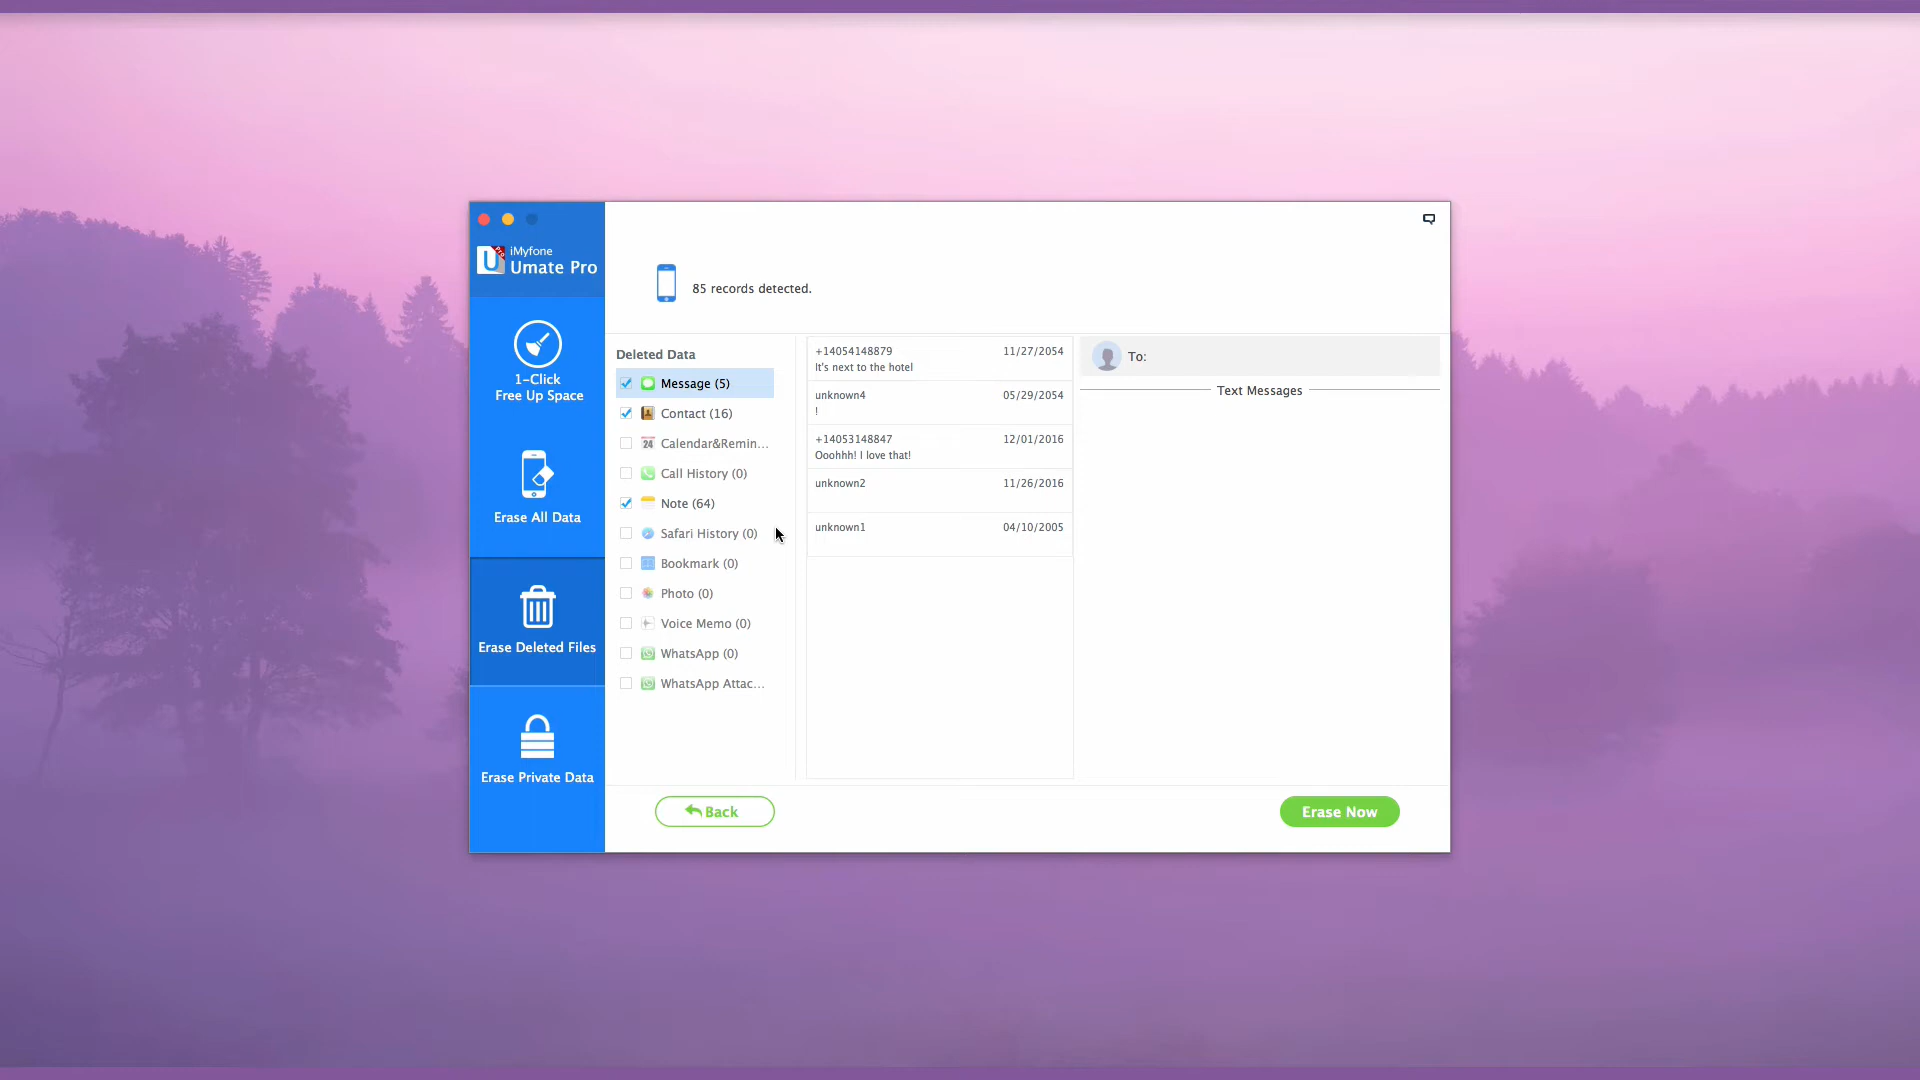 iMyfone
Umate Pro
1-Click
Free Up Space
Erase All Data
Erase Deleted Files
Erase Private Data
85 records detected.
Deleted Data
Message (5)
Contact (16)
24 Calendar&Remin...
Call History (0)
Note (64)
Safari History (0)
Bookmark (0)
Photo (0)
Voice Memo (0)
WhatsApp (0)
WhatsApp Attac...
+14054148879 11/27/2054
It's next to the hotel
unknown4 05/29/2054
!
+14053148847 12/01/2016
Ooohhh! I love that!
unknown2 11/26/2016
unknown1 04/10/2005
To:
Text Messages
Back
Erase Now